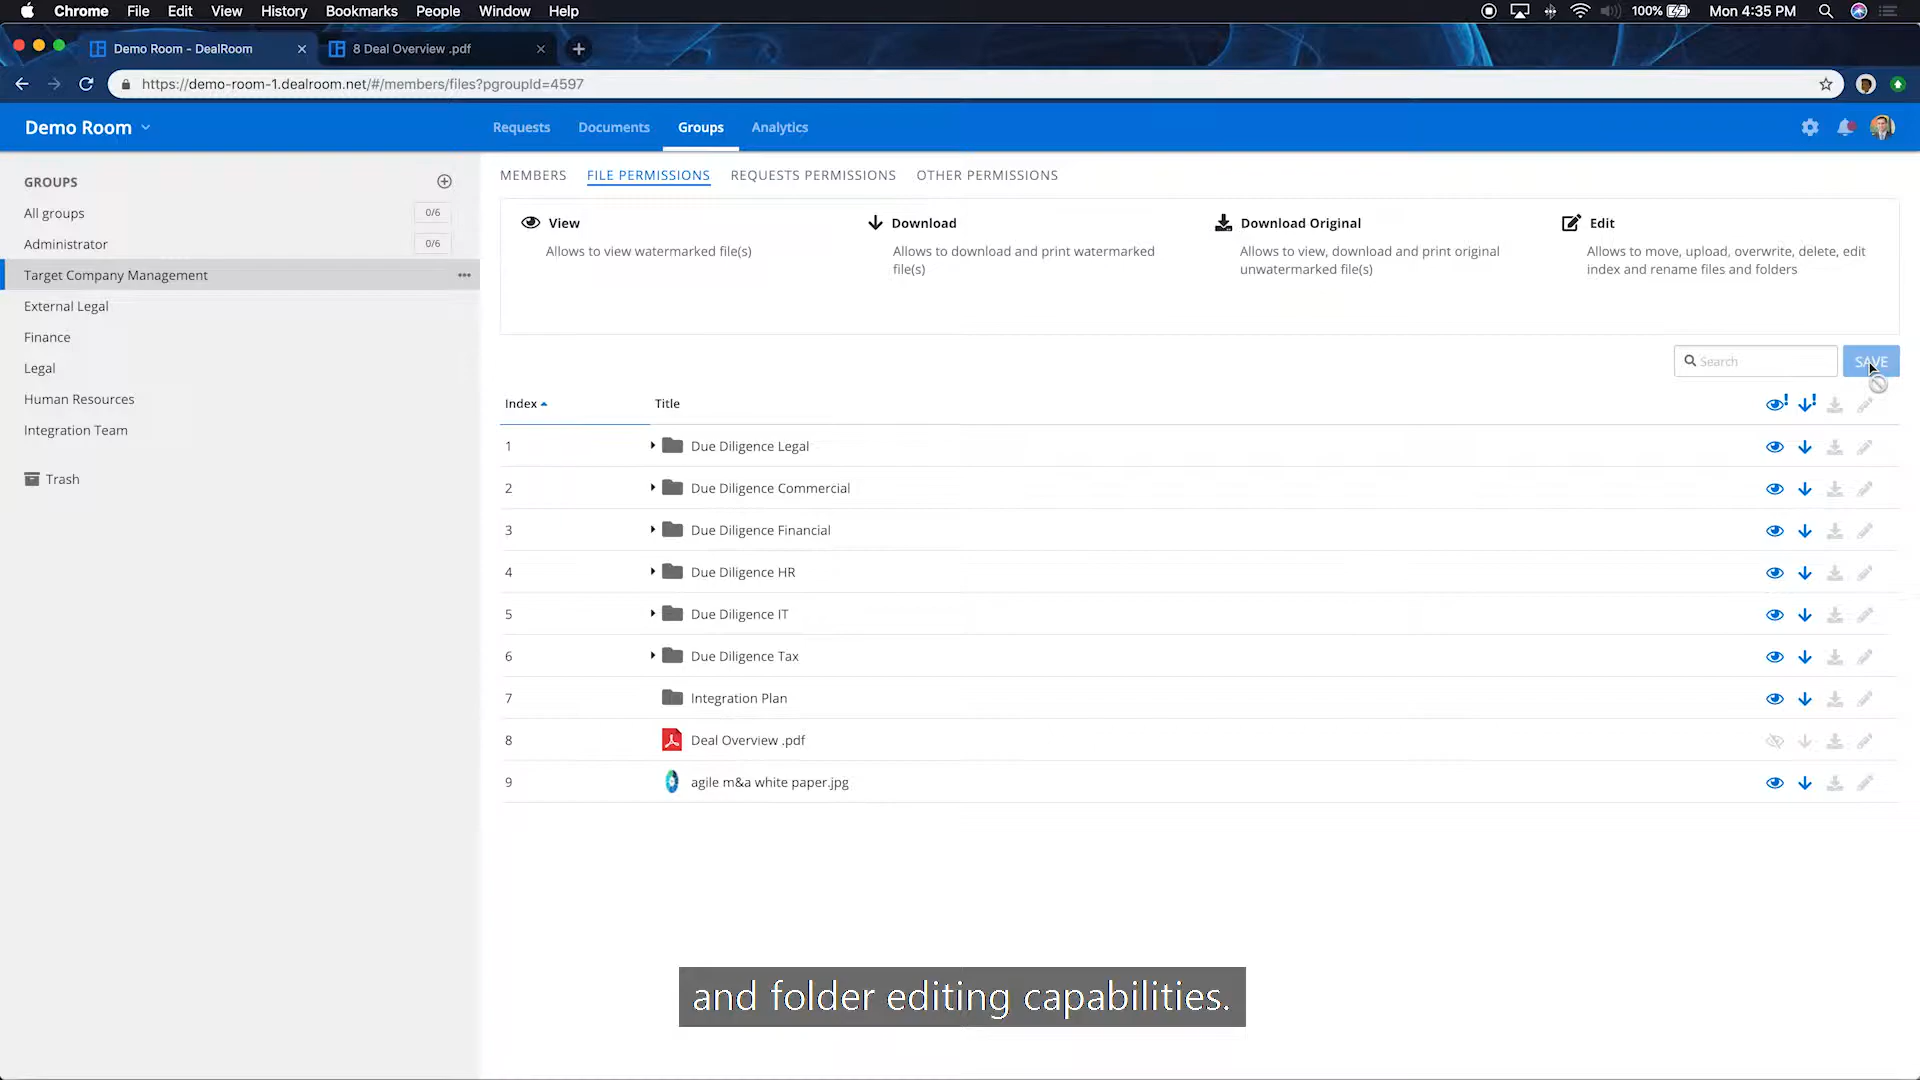 Chrome File Edit View History Bookmarks People Window Help 100% Mon 4:35 PM
Demo Room - DealRoom 8 Deal Overview .pdf
https://demo-room-1.dealroom.net/#/members/files?pgroupId=4597
Demo Room Requests Documents Groups Analytics
GROUPS
All groups 0/6
Administrator 0/6
Target Company Management
External Legal
Finance
Legal
Human Resources
Integration Team
Trash
MEMBERS FILE PERMISSIONS REQUESTS PERMISSIONS OTHER PERMISSIONS
View
Allows to view watermarked file(s)
Download
Allows to download and print watermarked
file(s)
Download Original
Allows to view, download and print original
unwatermarked file(s)
Edit
Allows to move, upload, overwrite, delete, edit
index and rename files and folders
Search SAVE
Index Title
1 Due Diligence Legal
2 Due Diligence Commercial
3 Due Diligence Financial
4 Due Diligence HR
5 Due Diligence IT
6 Due Diligence Tax
7 Integration Plan
8 Deal Overview .pdf
9 agile m&a white paper.jpg
and folder editing capabilities.